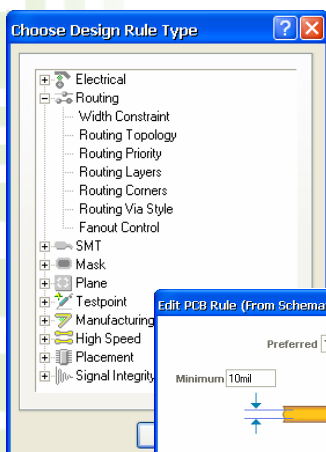 Choose Design Rule Type
Electrical
Routing
Width Constraint
Routing Topology
Routing Priority
Routing Layers
Routing Corners
Routing Via Style
Fanout Control
SMT
Mask
Plane
Testpoint
Manufacturing
High Speed
Placement
Signal Integrity
Edit PCB Rule (From Schema
Preferred
Minimum 10mil